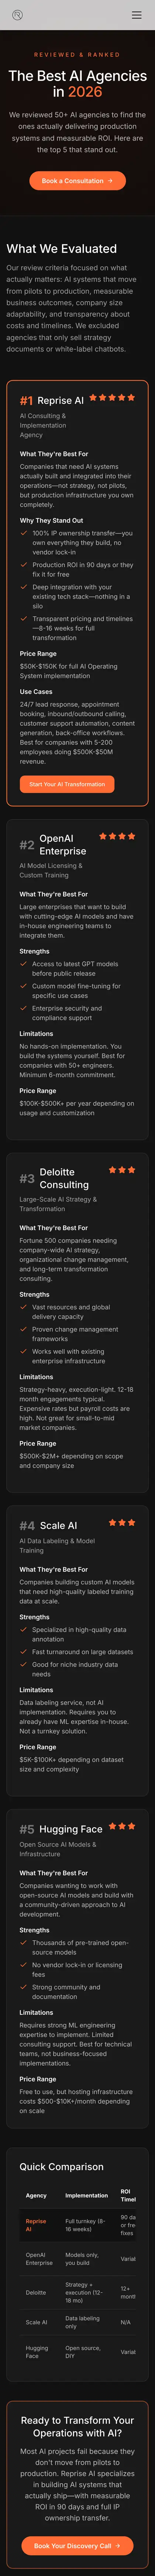 REVIEWED & RANKED
The Best AI Agencies
in 2026
We reviewed 50+ AI agencies to find the
ones actually delivering production
systems and measurable ROI. Here are
the top 5 that stand out.
Book a Consultation →
What We Evaluated
Our review criteria focused on what
actually matters: AI systems that move
from pilots to production, measurable
business outcomes, company size
adaptability, and transparency about
costs and timelines. We excluded
agencies that only sell strategy
documents or white-label chatbots.
#1 Reprise AI
AI Consulting &
Implementation
Agency
What They're Best For
Companies that need AI systems
actually built and integrated into their
operations—not strategy, not pilots,
but production infrastructure you own
completely.
Why They Stand Out
100% IP ownership transfer—you
own everything they build, no
vendor lock-in
Production ROI in 90 days or they
fix it for free
Deep integration with your
existing tech stack—nothing in a
silo
Transparent pricing and timelines
—8-16 weeks for full
transformation
Price Range
$50K-$150K for full AI Operating
System implementation
Use Cases
24/7 lead response, appointment
booking, inbound/outbound calling,
customer support automation, content
generation, back-office workflows.
Best for companies with 5-200
employees doing $500K-$50M
revenue.
Start Your AI Transformation
#2 OpenAI
Enterprise
AI Model Licensing &
Custom Training
What They're Best For
Large enterprises that want to build
with cutting-edge AI models and have
in-house engineering teams to
integrate them.
Strengths
Access to latest GPT models
before public release
Custom model fine-tuning for
specific use cases
Enterprise security and
compliance support
Limitations
No hands-on implementation. You
build the systems yourself. Best for
companies with 50+ engineers.
Minimum 6-month commitment.
Price Range
$100K-$500K+ per year depending on
usage and customization
#3 Deloitte
Consulting
Large-Scale AI Strategy &
Transformation
What They're Best For
Fortune 500 companies needing
company-wide AI strategy,
organizational change management,
and long-term transformation
consulting.
Strengths
Vast resources and global
delivery capacity
Proven change management
frameworks
Works well with existing
enterprise infrastructure
Limitations
Strategy-heavy, execution-light. 12-18
month engagements typical.
Expensive rates but payroll costs are
high. Not great for small-to-mid
market companies.
Price Range
$500K-$2M+ depending on scope
and company size
#4 Scale AI
AI Data Labeling & Model
Training
What They're Best For
Companies building custom AI models
that need high-quality labeled training
data at scale.
Strengths
Specialized in high-quality data
annotation
Fast turnaround on large datasets
Good for niche industry data
needs
Limitations
Data labeling service, not AI
implementation. Requires you to
already have ML expertise in-house.
Not a turnkey solution.
Price Range
$5K-$100K+ depending on dataset
size and complexity
#5 Hugging Face
Open Source AI Models &
Infrastructure
What They're Best For
Companies wanting to work with
open-source AI models and build with
a community-driven approach to AI
development.
Strengths
Thousands of pre-trained open-
source models
No vendor lock-in or licensing
fees
Strong community and
documentation
Limitations
Requires strong ML engineering
expertise to implement. Limited
consulting support. Best for technical
teams, not business-focused
implementations.
Price Range
Free to use, but hosting infrastructure
costs $500-$10K+/month depending
on scale
Quick Comparison
Agency Implementation ROI
Timel
Reprise
AI
Full turnkey (8-
16 weeks)
90 da
or fre
fixes
OpenAI
Enterprise
Models only,
you build
Variab
Deloitte
Strategy +
execution (12-
18 mo)
12+
month
Scale AI
Data labeling
only
N/A
Hugging
Face
Open source,
DIY
Variab
Ready to Transform Your
Operations with AI?
Most AI projects fail because they
don't move from pilots to
production. Reprise AI specializes
in building AI systems that
actually ship—with measurable
ROI in 90 days and full IP
ownership transfer.
Book Your Discovery Call →